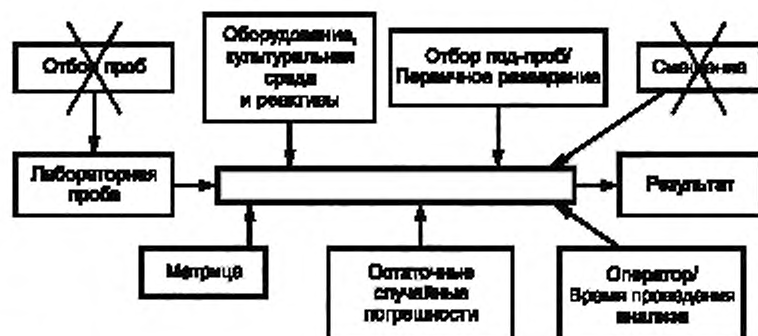 Отбор проб
Оборудование,
культуральная
среда
и реактивы
Отбор под-проб/
Первичное разведение
Смещение
Лабораторная
проба
Результат
Матрица
Остаточные
случайные
погрешности
Оператор/
Время проведения
анализа